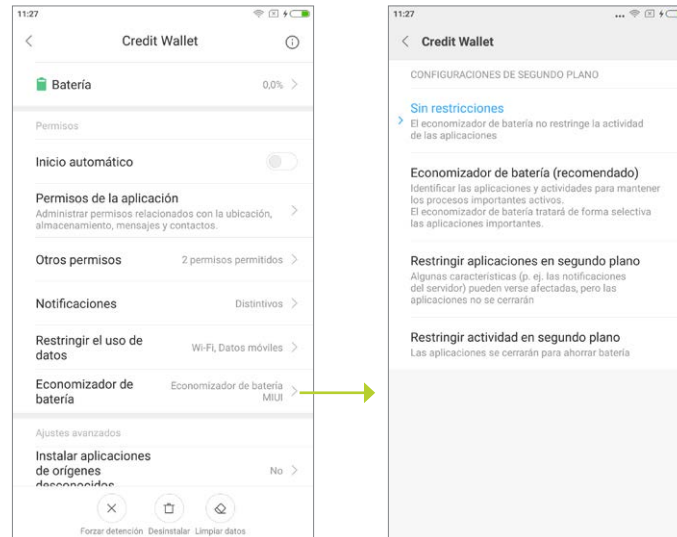 11:27
Credit Wallet
Batería 0,0%
Permisos
Inicio automático
Permisos de la aplicación
Administrar permisos relacionados con la ubicación,
almacenamiento, mensajes y contactos.
Otros permisos 2 permisos permitidos
Notificaciones Distintivos
Restringir el uso de
datos Wi-Fi, Datos móviles
Economizador de
batería Economizador de batería
MIUI
Ajustes avanzados
Instalar aplicaciones
de orígenes
desconocidos No
Forzar detención Desinstalar Limpiar datos
11:27
Credit Wallet
CONFIGURACIONES DE SEGUNDO PLANO
Sin restricciones
El economizador de batería no restringe la actividad
de las aplicaciones
Economizador de batería (recomendado)
Identificar las aplicaciones y actividades para mantener
los procesos importantes activos.
El economizador de batería tratará de forma selectiva
las aplicaciones importantes.
Restringir aplicaciones en segundo plano
Algunas características (p. ej. las notificaciones
del servidor) pueden verse afectadas, pero las
aplicaciones no se cerrarán
Restringir actividad en segundo plano
Las aplicaciones se cerrarán para ahorrar batería